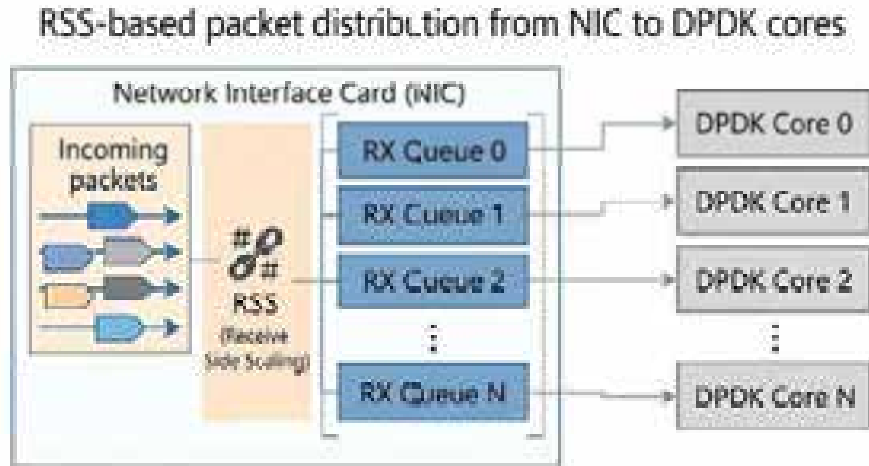 RSS-based packet distribution from NIC to DPDK cores
Network Interface Card (NIC)
Incoming
packets
#
#
RSS
(Receive
Side Scaling)
RX Queue 0
RX Queue 1
RX Queue 2
⋮
RX Queue N
DPDK Core 0
DPDK Core 1
DPDK Core 2
⋮
DPDK Core N